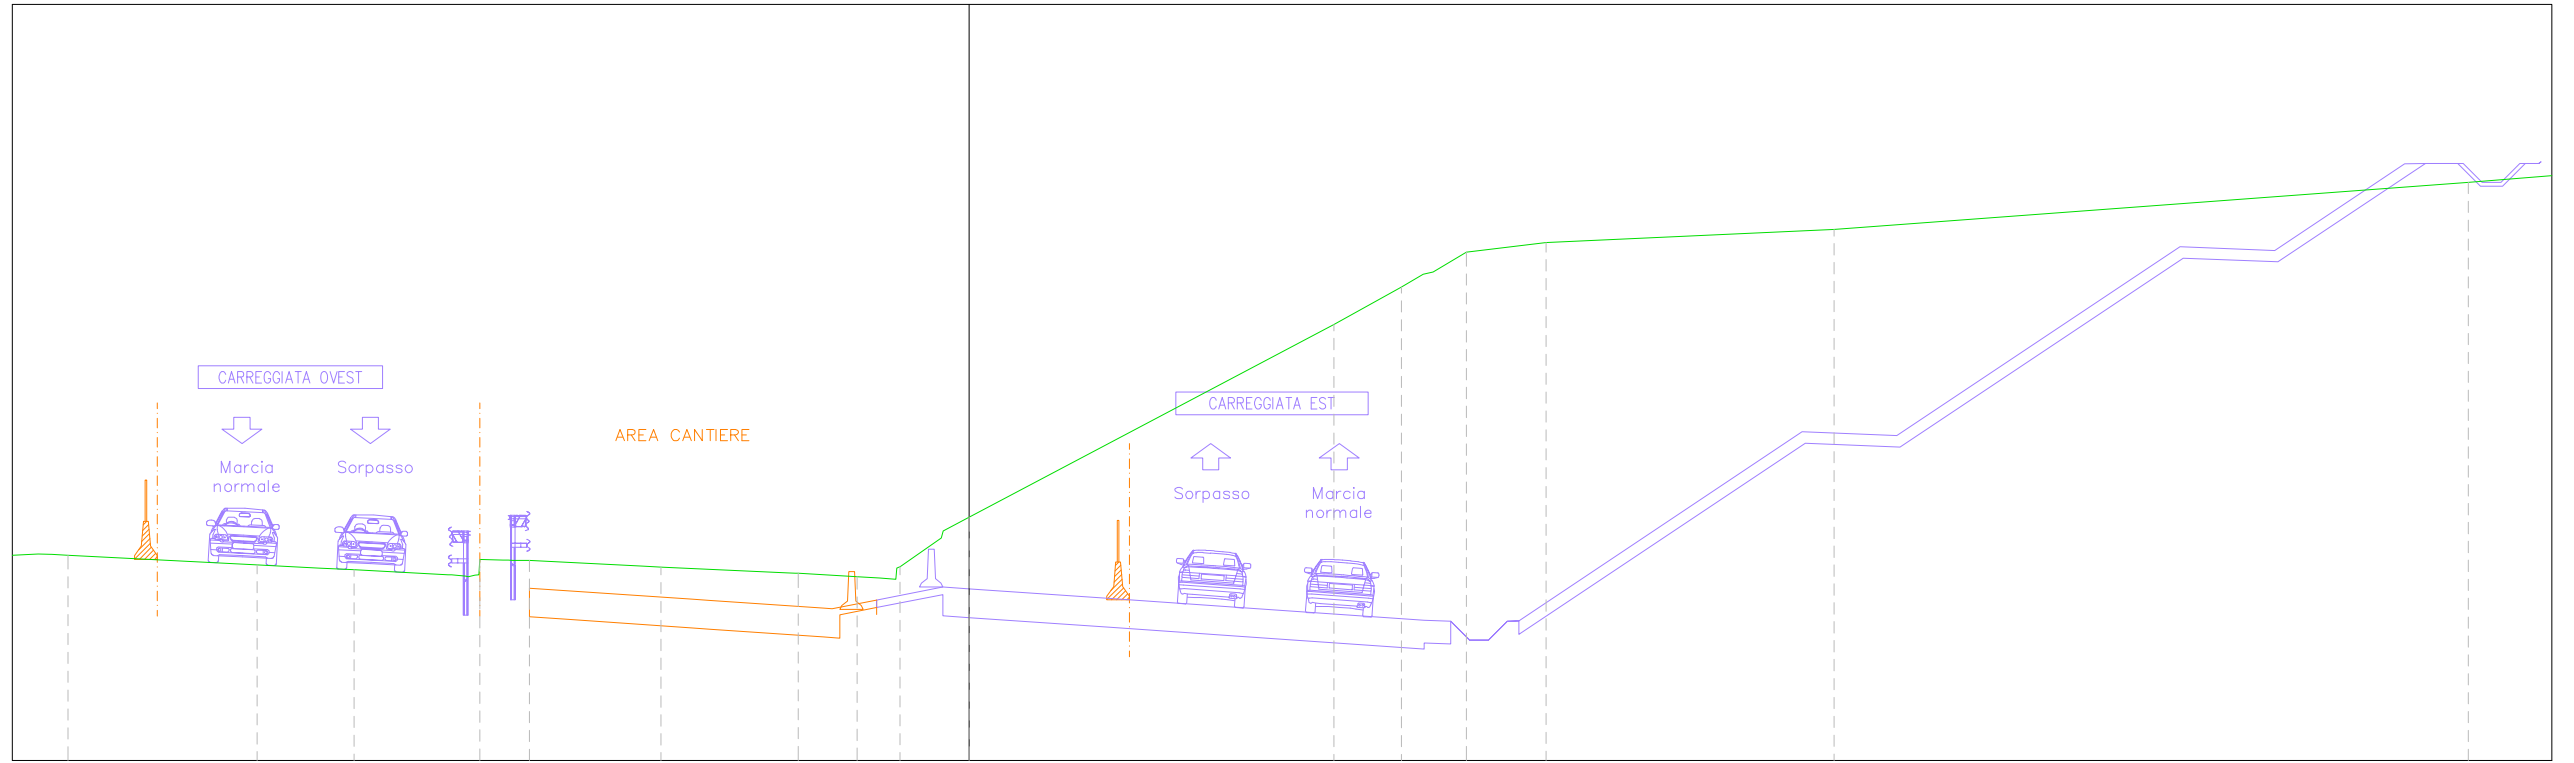 CARREGGIATA OVEST
Marcia
normale
Sorpasso
AREA CANTIERE
CARREGGIATA EST
Sorpasso
Marcia
normale